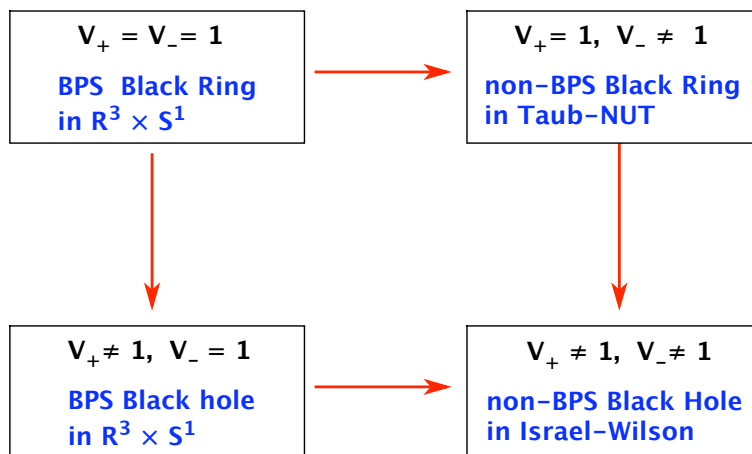 V₊ = V₋ = 1
BPS Black Ring
in R³ × S¹
V₊ = 1, V₋ ≠ 1
non-BPS Black Ring
in Taub-NUT
V₊ ≠ 1, V₋ = 1
BPS Black hole
in R³ × S¹
V₊ ≠ 1, V₋ ≠ 1
non-BPS Black Hole
in Israel-Wilson